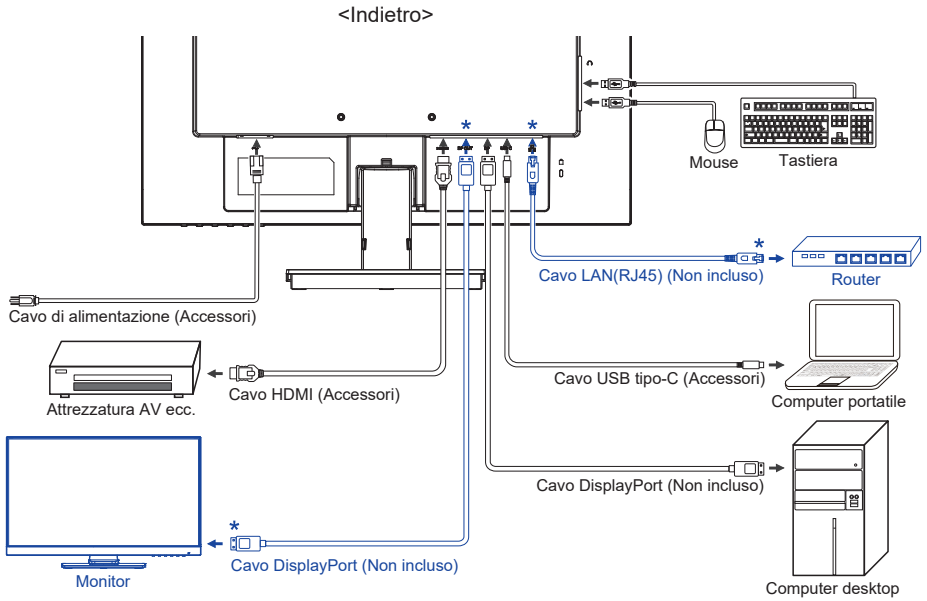 <Indietro>
*
*
Mouse
Tastiera
*
Cavo LAN(RJ45) (Non incluso)
Router
Cavo di alimentazione (Accessori)
Cavo USB tipo-C (Accessori)
Cavo HDMI (Accessori)
Attrezzatura AV ecc.
Computer portatile
Cavo DisplayPort (Non incluso)
*
Cavo DisplayPort (Non incluso)
Monitor
Computer desktop